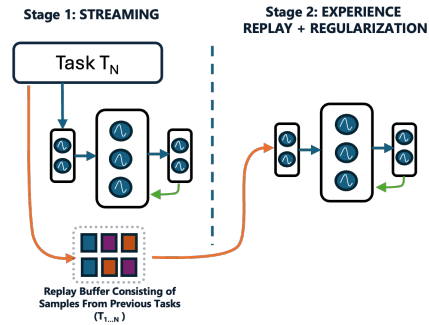 Stage 1: STREAMING
Stage 2: EXPERIENCE
REPLAY + REGULARIZATION
Task T_N
Replay Buffer Consisting of
Samples From Previous Tasks
(T_1,..N )